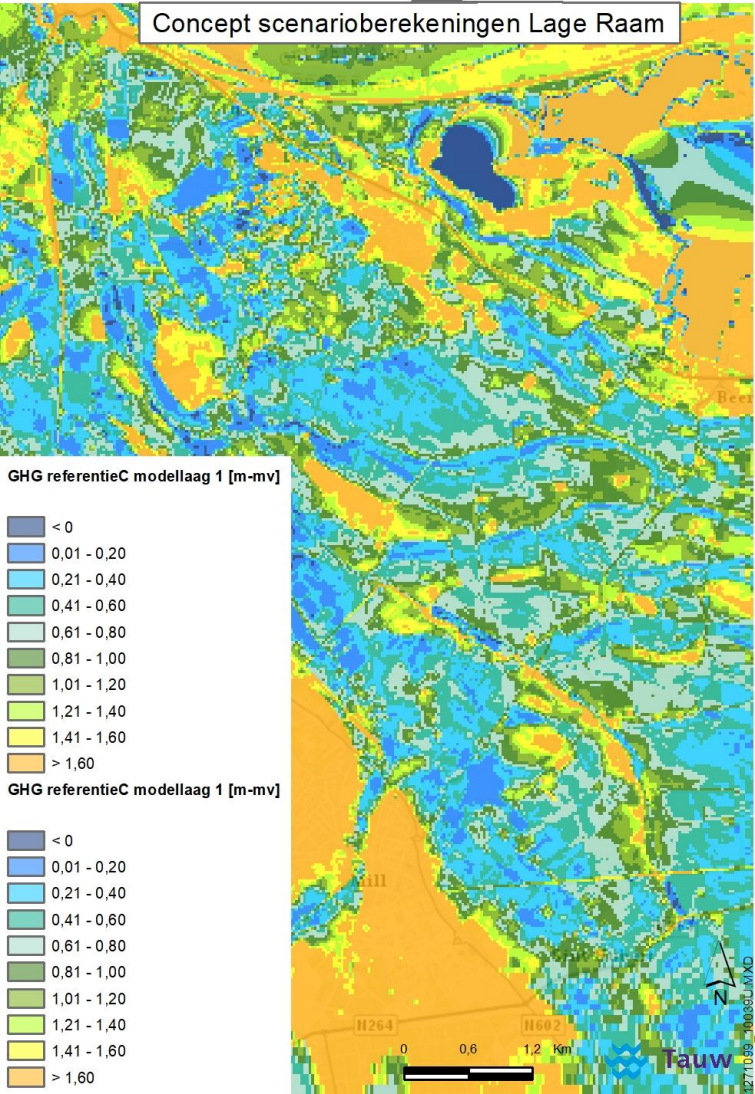 Concept scenarioberekeningen Lage Raam
Beer
GHG referentieC modellaag 1 [m-mv]
< 0
0,01 - 0,20
0,21 - 0,40
0,41 - 0,60
0,61 - 0,80
0,81 - 1,00
1,01 - 1,20
1,21 - 1,40
1,41 - 1,60
> 1,60
GHG referentieC modellaag 1 [m-mv]
< 0
0,01 - 0,20
0,21 - 0,40
0,41 - 0,60
0,61 - 0,80
0,81 - 1,00
1,01 - 1,20
1,21 - 1,40
1,41 - 1,60
> 1,60
Mill
N264
N602
0 0,6 1,2 Km
N
Tauw